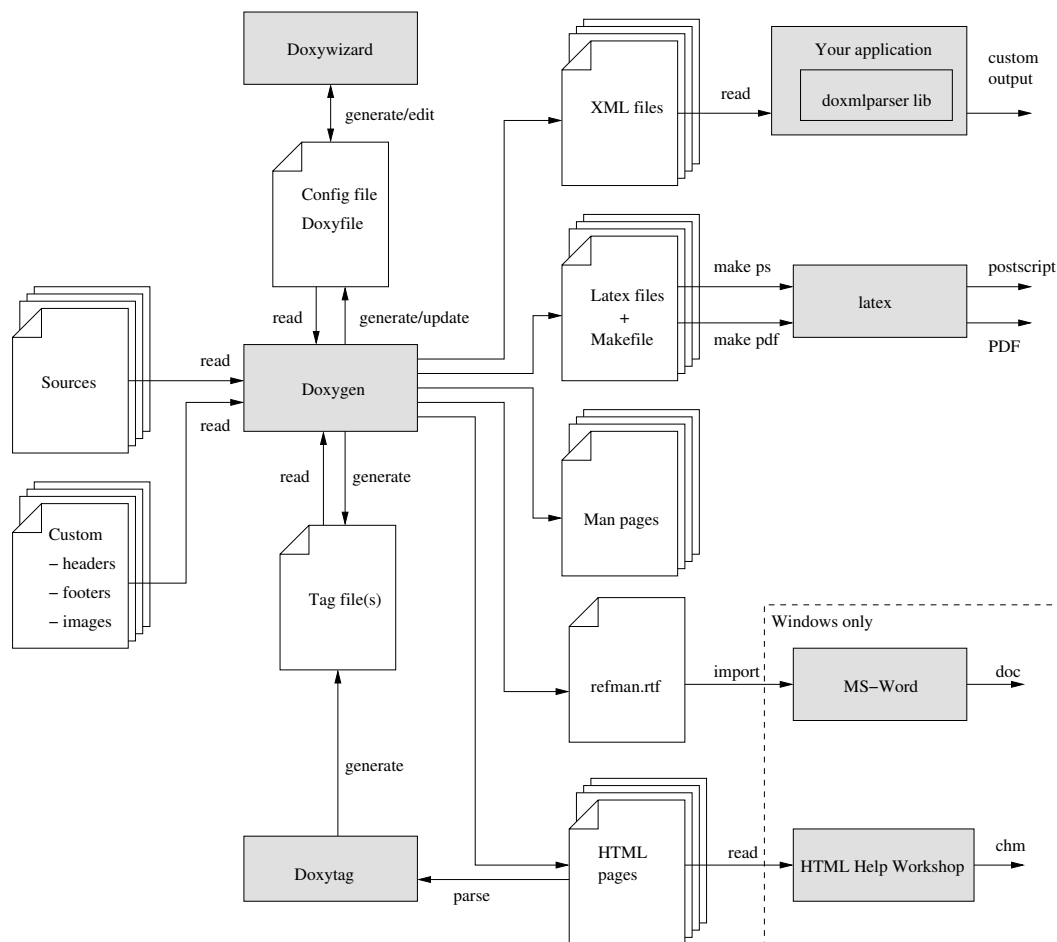 Doxywizard
generate/edit
Config file
Doxyfile
read
generate/update
Sources
read
Doxygen
read
Custom
− headers
− footers
− images
read
generate
Tag file(s)
generate
Doxytag
parse
XML files
read
Your application
doxmlparser lib
custom
output
Latex files
+
Makefile
make ps
make pdf
latex
postscript
PDF
Man pages
Windows only
refman.rtf
import
MS−Word
doc
HTML
pages
read
HTML Help Workshop
chm